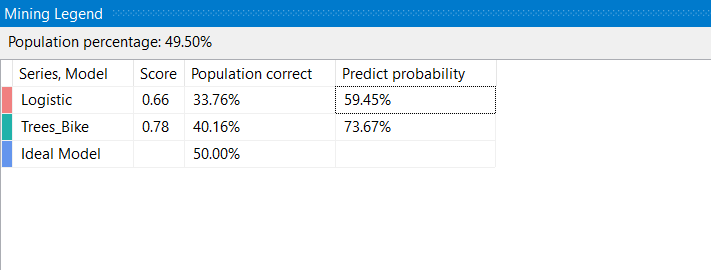 Mining Legend
Population percentage: 49.50%
Series, Model Score Population correct Predict probability
Logistic 0.66 33.76% 59.45%
Trees_Bike 0.78 40.16% 73.67%
Ideal Model 50.00%